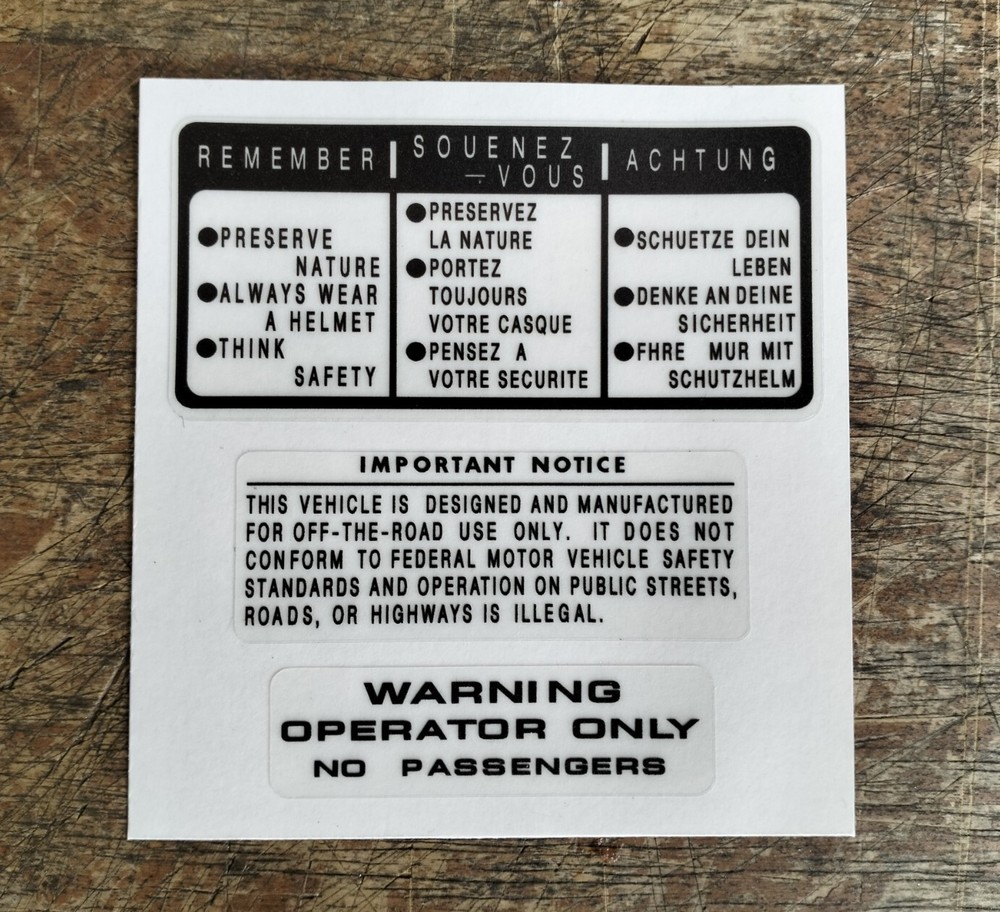 REMEMBER
●PRESERVE
NATURE
●ALWAYS WEAR
A HELMET
●THINK
SAFETY
SOUENEZ
—VOUS
●PRESERVEZ
LA NATURE
●PORTEZ
TOUJOURS
VOTRE CASQUE
●PENSEZ A
VOTRE SECURITE
ACHTUNG
●SCHUETZE DEIN
LEBEN
●DENKE AN DEINE
SICHERHEIT
●FHRE MUR MIT
SCHUTZHELM
IMPORTANT NOTICE
THIS VEHICLE IS DESIGNED AND MANUFACTURED
FOR OFF-THE-ROAD USE ONLY. IT DOES NOT
CONFORM TO FEDERAL MOTOR VEHICLE SAFETY
STANDARDS AND OPERATION ON PUBLIC STREETS,
ROADS, OR HIGHWAYS IS ILLEGAL.
WARNING
OPERATOR ONLY
NO PASSENGERS